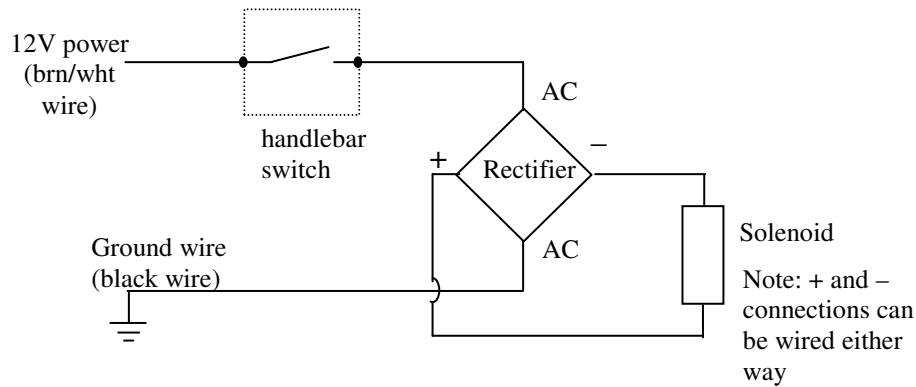 12V power
(brn/wht
wire)
handlebar
switch
AC
+
Rectifier
–
AC
Ground wire
(black wire)
Solenoid
Note: + and –
connections can
be wired either
way